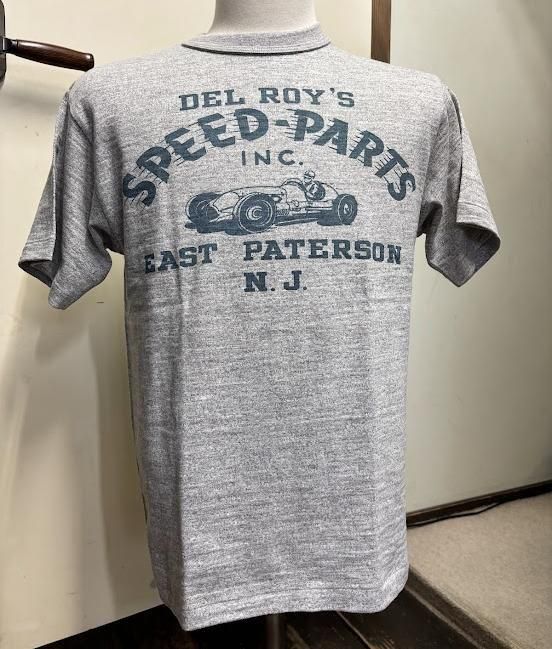 DEL ROY'S
SPEED-PARTS
INC.
EAST PATERSON
N.J.